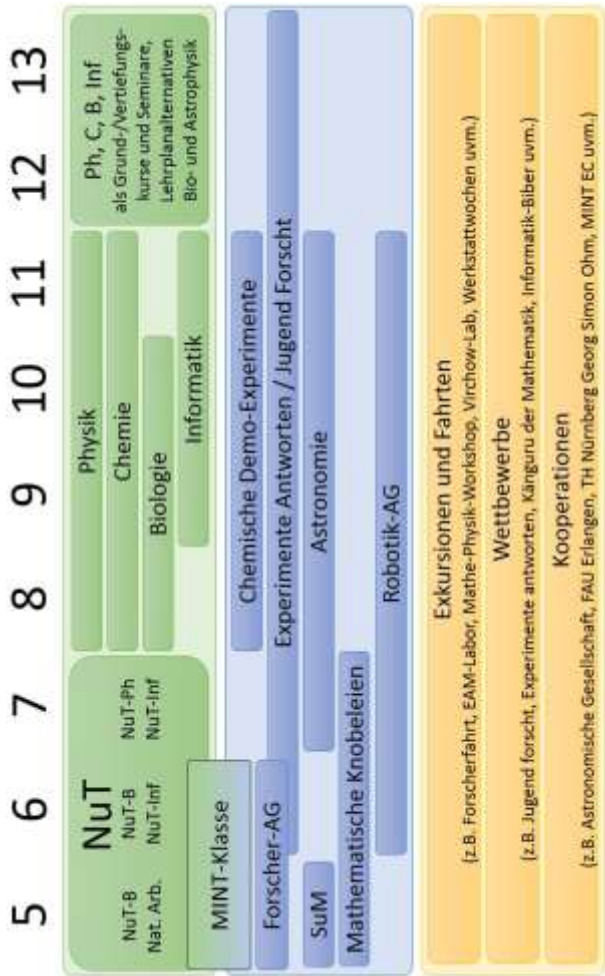 5 6 7 8 9 10 11 12 13
NuT
NuT-B NuT-B NuT-Ph
Nat. Arb. NuT-Inf NuT-Inf
Physik
Chemie
Biologie
Informatik
Ph, C, B, Inf
als Grund-/Vertiefungs-
kurse und Seminare,
Lehrplanalternativen
Bio- und Astrophysik
MINT-Klasse
Chemische Demo-Experimente
Forscher-AG
Experimente Antworten / Jugend Forscht
SuM
Astronomie
Mathematische Knobeleien
Robotik-AG
Exkursionen und Fahrten
(z.B. Forscherfahrt, EAM-Labor, Mathe-Physik-Workshop, Virchow-Lab, Werkstattwochen uvm.)
Wettbewerbe
(z.B. Jugend forscht, Experimente antworten, Känguru der Mathematik, Informatik-Biber uvm.)
Kooperationen
(z.B. Astronomische Gesellschaft, FAU Erlangen, TH Nürnberg Georg Simon Ohm, MINT EC uvm.)